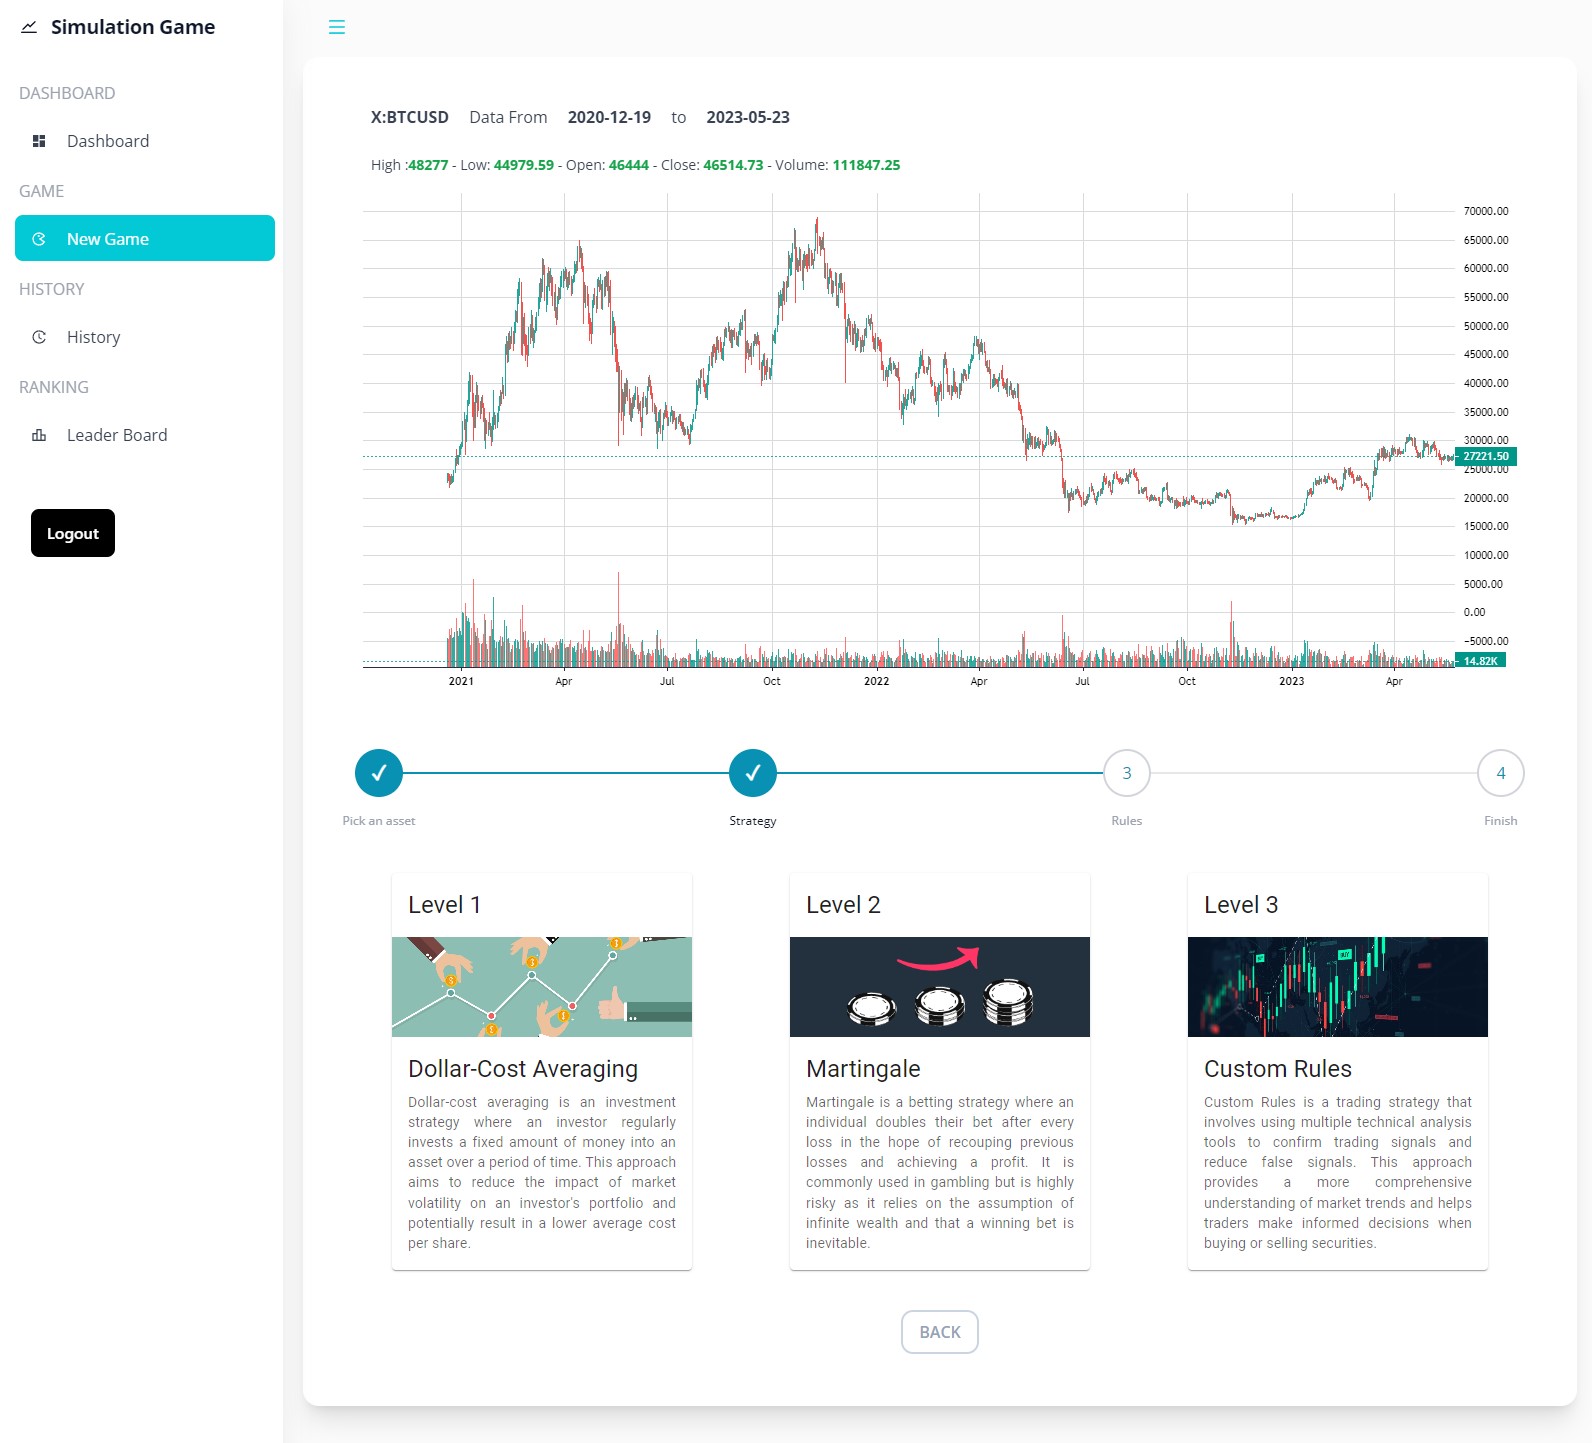 Simulation Game
DASHBOARD
Dashboard
GAME
New Game
HISTORY
History
RANKING
Leader Board
Logout
X:BTCUSD Data From 2020-12-19 to 2023-05-23
High :48277 - Low: 44979.59 - Open: 46444 - Close: 46514.73 - Volume: 111847.25
70000.00
65000.00
60000.00
55000.00
50000.00
45000.00
40000.00
35000.00
30000.00
27221.50
25000.00
20000.00
15000.00
10000.00
5000.00
0.00
−5000.00
14.82K
2021 Apr Jul Oct 2022 Apr Jul Oct 2023 Apr
3 4
Pick an asset Strategy Rules Finish
Level 1
Dollar-Cost Averaging
Dollar-cost averaging is an investment
strategy where an investor regularly
invests a fixed amount of money into an
asset over a period of time. This approach
aims to reduce the impact of market
volatility on an investor's portfolio and
potentially result in a lower average cost
per share.
Level 2
Martingale
Martingale is a betting strategy where an
individual doubles their bet after every
loss in the hope of recouping previous
losses and achieving a profit. It is
commonly used in gambling but is highly
risky as it relies on the assumption of
infinite wealth and that a winning bet is
inevitable.
Level 3
Custom Rules
Custom Rules is a trading strategy that
involves using multiple technical analysis
tools to confirm trading signals and
reduce false signals. This approach
provides a more comprehensive
understanding of market trends and helps
traders make informed decisions when
buying or selling securities.
BACK